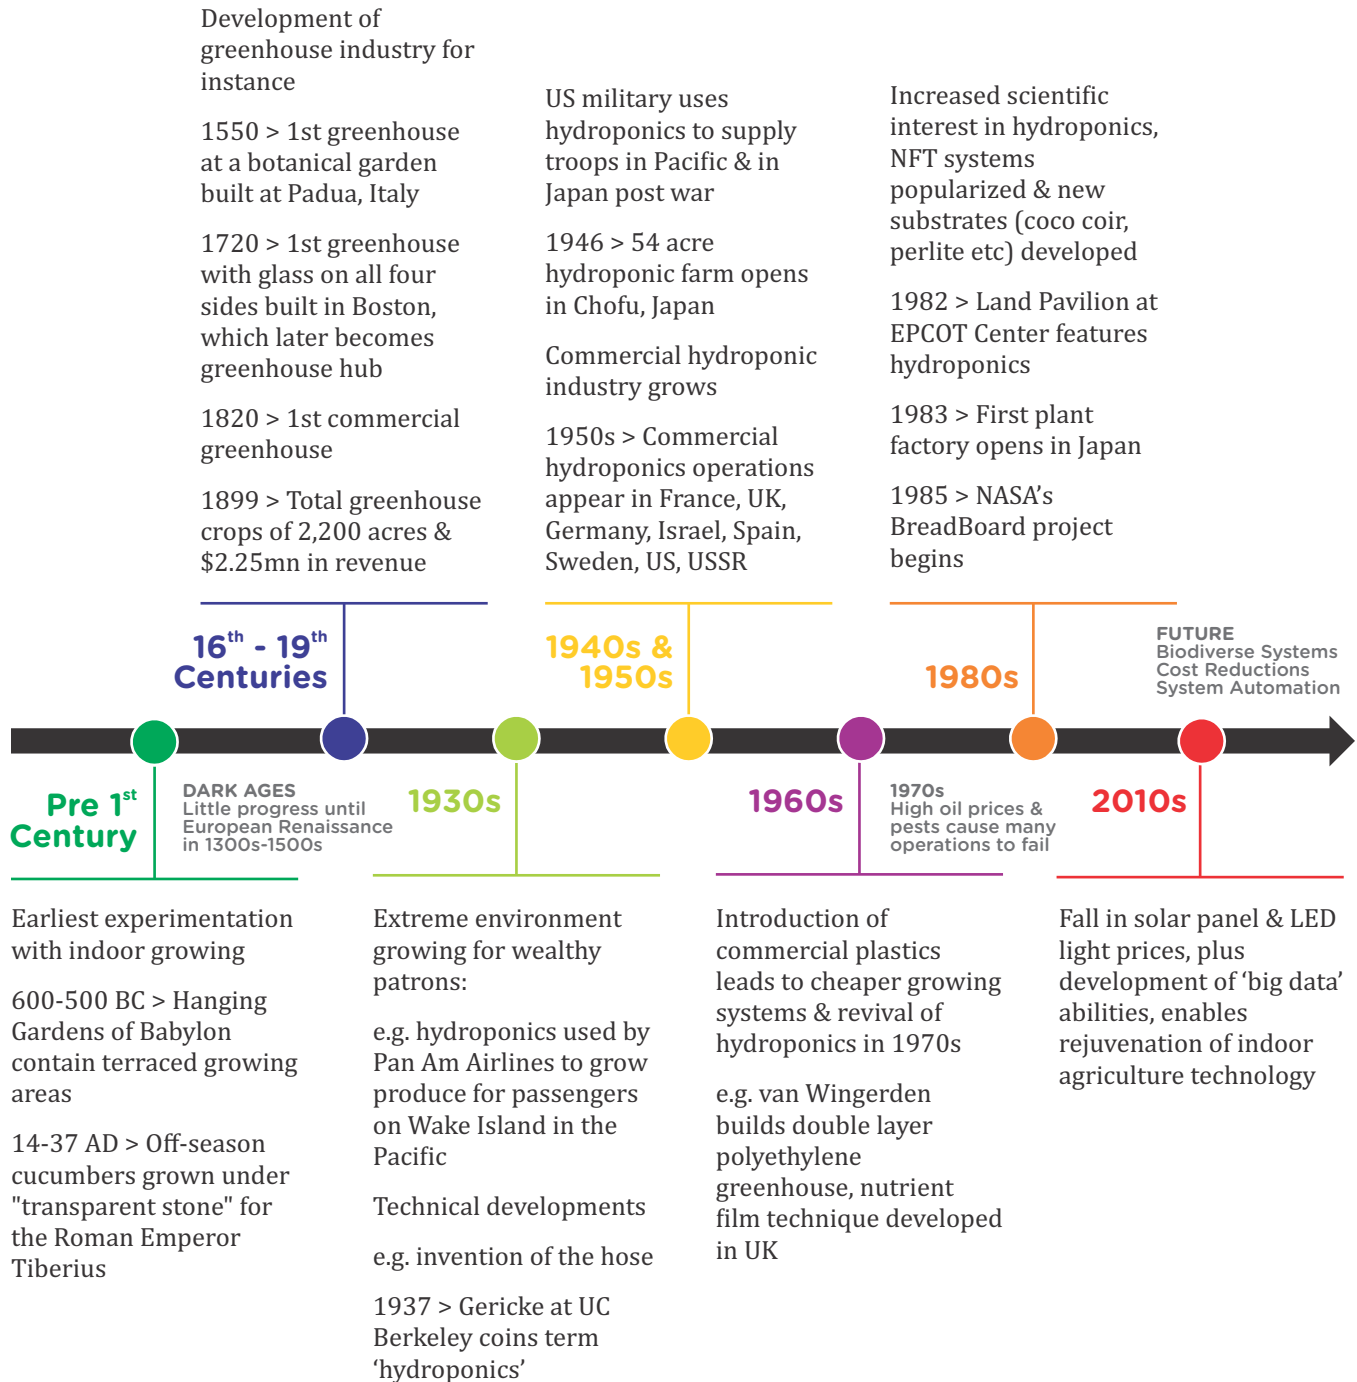 Development of
greenhouse industry for
instance
1550 > 1st greenhouse
at a botanical garden
built at Padua, Italy
1720 > 1st greenhouse
with glass on all four
sides built in Boston,
which later becomes
greenhouse hub
1820 > 1st commercial
greenhouse
1899 > Total greenhouse
crops of 2,200 acres &
$2.25mn in revenue
16th - 19th
Centuries
US military uses
hydroponics to supply
troops in Pacific & in
Japan post war
1946 > 54 acre
hydroponic farm opens
in Chofu, Japan
Commercial hydroponic
industry grows
1950s > Commercial
hydroponics operations
appear in France, UK,
Germany, Israel, Spain,
Sweden, US, USSR
1940s &
1950s
Increased scientific
interest in hydroponics,
NFT systems
popularized & new
substrates (coco coir,
perlite etc) developed
1982 > Land Pavilion at
EPCOT Center features
hydroponics
1983 > First plant
factory opens in Japan
1985 > NASA’s
BreadBoard project
begins
1980s
FUTURE
Biodiverse Systems
Cost Reductions
System Automation
Pre 1st
Century
Earliest experimentation
with indoor growing
600-500 BC > Hanging
Gardens of Babylon
contain terraced growing
areas
14-37 AD > Off-season
cucumbers grown under
"transparent stone" for
the Roman Emperor
Tiberius
DARK AGES
Little progress until
European Renaissance
in 1300s-1500s
1930s
Extreme environment
growing for wealthy
patrons:
e.g. hydroponics used by
Pan Am Airlines to grow
produce for passengers
on Wake Island in the
Pacific
Technical developments
e.g. invention of the hose
1937 > Gericke at UC
Berkeley coins term
‘hydroponics’
1960s
Introduction of
commercial plastics
leads to cheaper growing
systems & revival of
hydroponics in 1970s
e.g. van Wingerden
builds double layer
polyethylene
greenhouse, nutrient
film technique developed
in UK
1970s
High oil prices &
pests cause many
operations to fail
2010s
Fall in solar panel & LED
light prices, plus
development of ‘big data’
abilities, enables
rejuvenation of indoor
agriculture technology